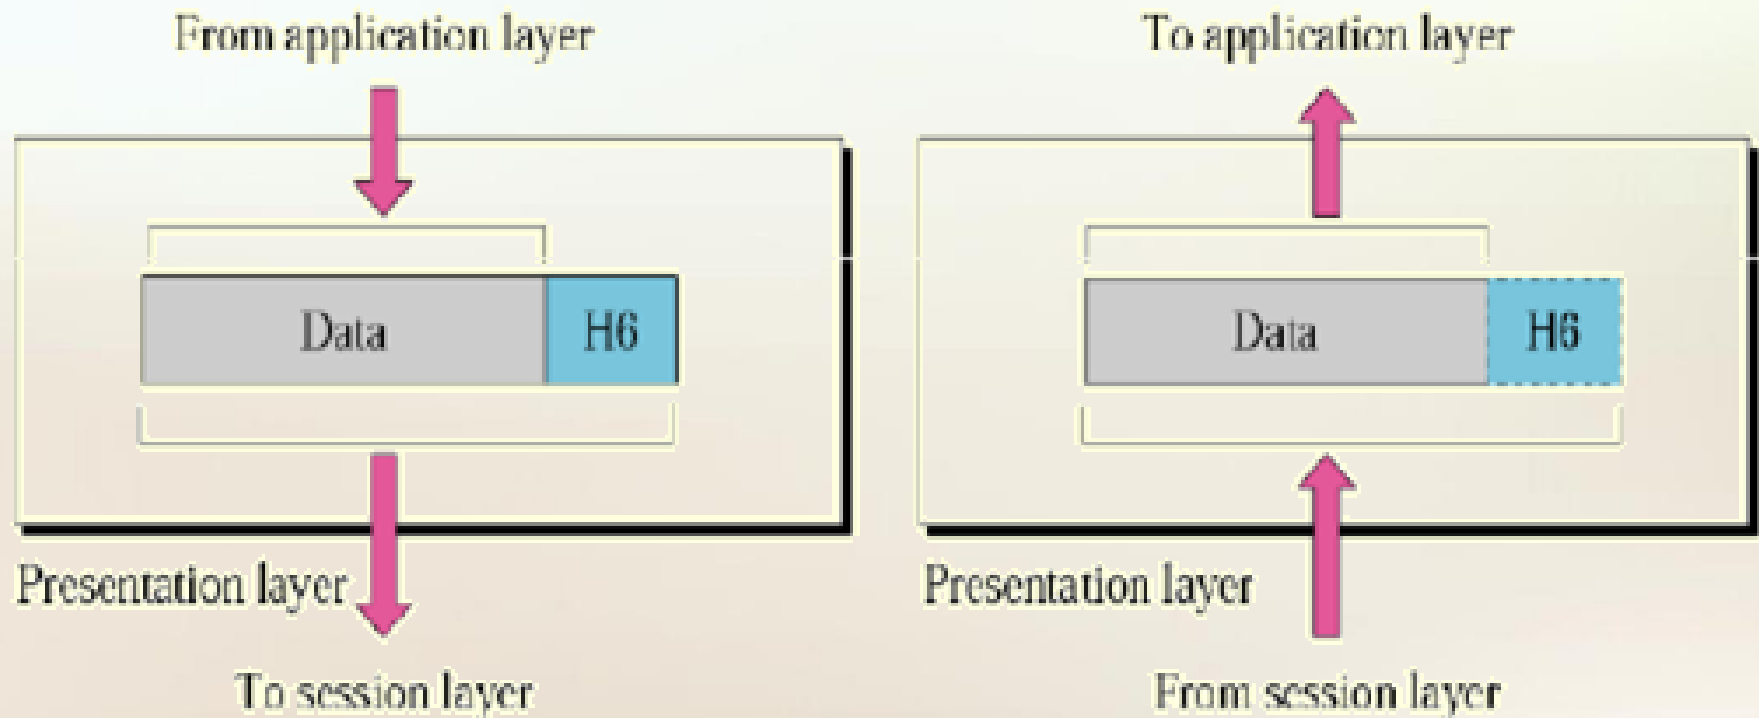 From application layer
To application layer
Data H6
Data H6
Presentation layer
Presentation layer
To session layer
From session layer